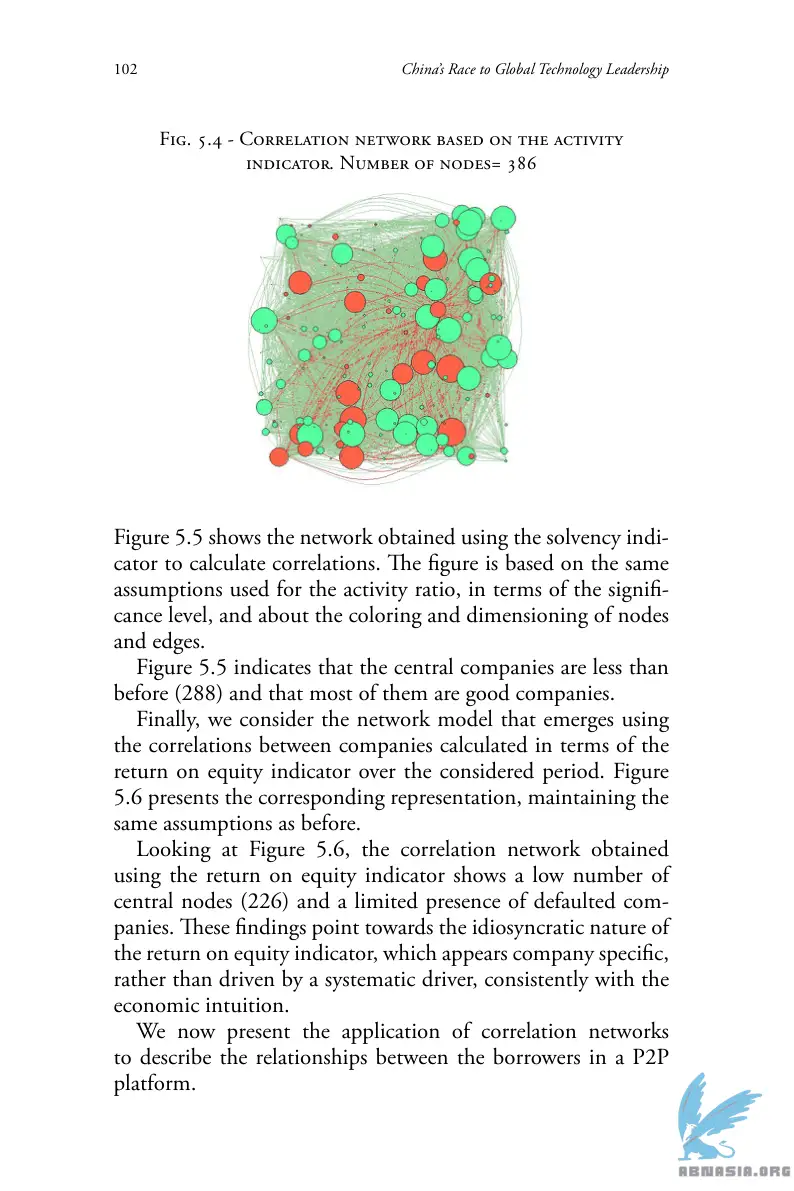 102
China's Race to Global Technology Leadership
Fig. 5.4 - Correlation network based on the activity
indicator. Number of nodes= 386
Figure 5.5 shows the network obtained using the solvency indi-
cator to calculate correlations. The figure is based on the same
assumptions used for the activity ratio, in terms of the signifi-
cance level, and about the coloring and dimensioning of nodes
and edges.
Figure 5.5 indicates that the central companies are less than
before (288) and that most of them are good companies.
Finally, we consider the network model that emerges using
the correlations between companies calculated in terms of the
return on equity indicator over the considered period. Figure
5.6 presents the corresponding representation, maintaining the
same assumptions as before.
Looking at Figure 5.6, the correlation network obtained
using the return on equity indicator shows a low number of
central nodes (226) and a limited presence of defaulted com-
panies. These findings point towards the idiosyncratic nature of
the return on equity indicator, which appears company specific,
rather than driven by a systematic driver, consistently with the
economic intuition.
We now present the application of correlation networks
to describe the relationships between the borrowers in a P2P
platform.
ABNASIA.ORG